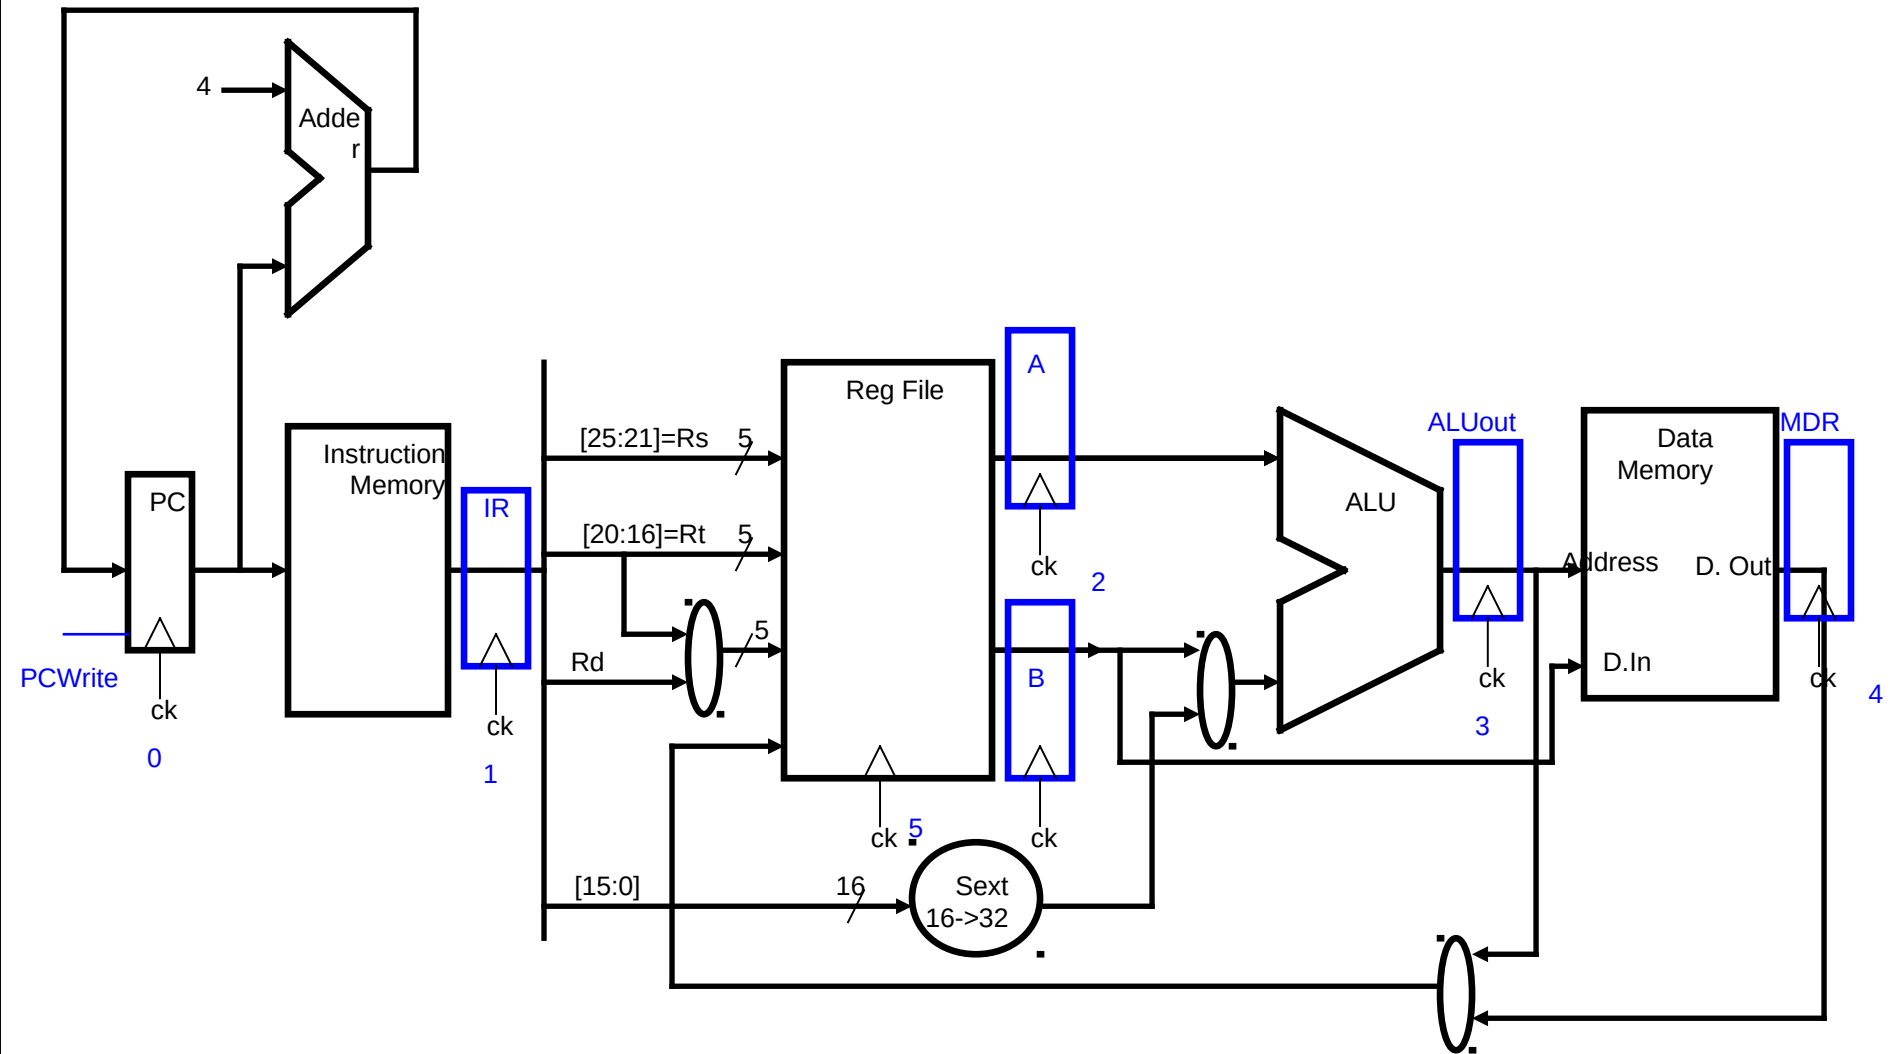 4
Adde
r
A
Reg File
ALUout
MDR
[25:21]=Rs
5
Data
Memory
Instruction
Memory
PC
IR
ALU
[20:16]=Rt
5
ck
2
Address
D. Out
5
Rd
D.In
PCWrite
B
ck
ck
4
ck
ck
3
0
1
ck
5
ck
[15:0]
16
Sext
16->32